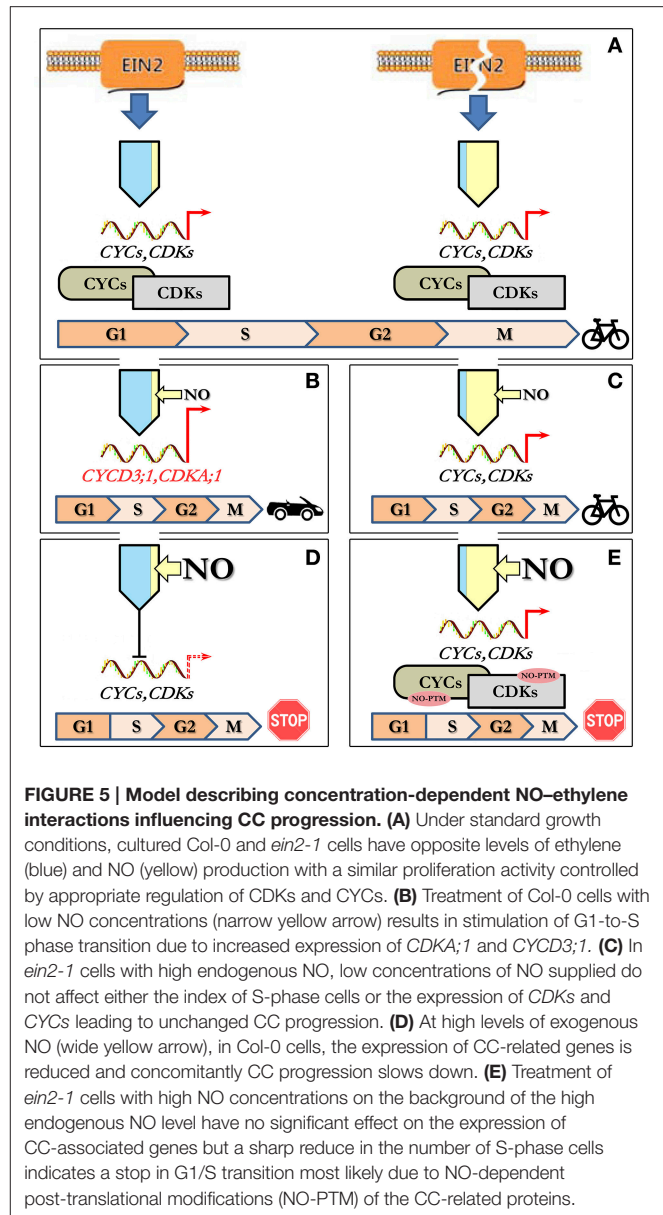 A
EIN2
EIN2
CYCs,CDKs
CYCs,CDKs
CYCs
CDKs
CYCs
CDKs
G1 S G2 M
B
NO
CYCD3;1,CDKA;1
G1 S G2 M
C
NO
CYCs,CDKs
G1 S G2 M
D
NO
CYCs,CDKs
G1 S G2 M
STOP
E
NO
CYCs,CDKs
CYCs
NO-PTM
CDKs
NO-PTM
G1 S G2 M
STOP
FIGURE 5 | Model describing concentration-dependent NO–ethylene
interactions influencing CC progression. (A) Under standard growth
conditions, cultured Col-0 and ein2-1 cells have opposite levels of ethylene
(blue) and NO (yellow) production with a similar proliferation activity controlled
by appropriate regulation of CDKs and CYCs. (B) Treatment of Col-0 cells with
low NO concentrations (narrow yellow arrow) results in stimulation of G1-to-S
phase transition due to increased expression of CDKA;1 and CYCD3;1. (C) In
ein2-1 cells with high endogenous NO, low concentrations of NO supplied do
not affect either the index of S-phase cells or the expression of CDKs and
CYCs leading to unchanged CC progression. (D) At high levels of exogenous
NO (wide yellow arrow), in Col-0 cells, the expression of CC-related genes is
reduced and concomitantly CC progression slows down. (E) Treatment of
ein2-1 cells with high NO concentrations on the background of the high
endogenous NO level have no significant effect on the expression of
CC-associated genes but a sharp reduce in the number of S-phase cells
indicates a stop in G1/S transition most likely due to NO-dependent
post-translational modifications (NO-PTM) of the CC-related proteins.